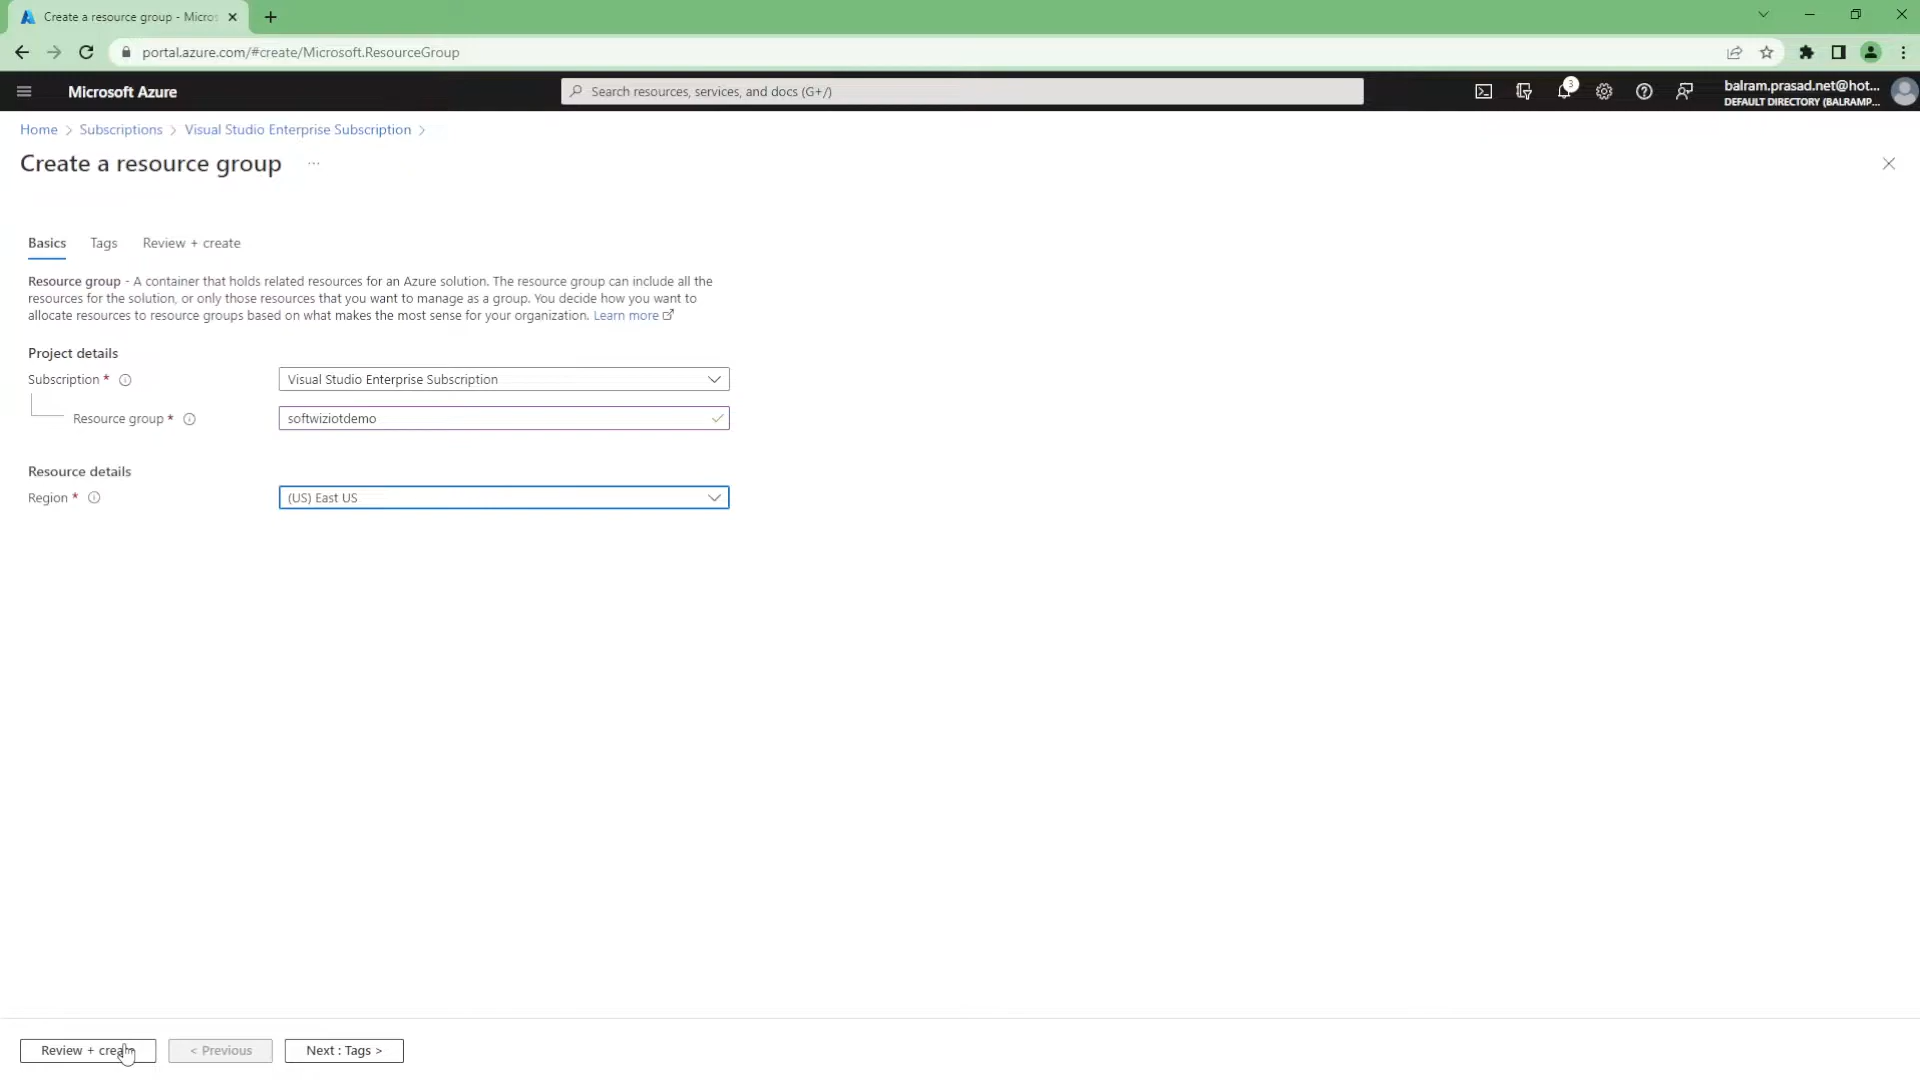 Create a resource group - Micros
portal.azure.com/#create/Microsoft.ResourceGroup
Microsoft Azure
Search resources, services, and docs (G+/)
3
balram.prasad.net@hot...
DEFAULT DIRECTORY (BALRAMP...
Home > Subscriptions > Visual Studio Enterprise Subscription >
Create a resource group ...
Basics Tags Review + create
Resource group - A container that holds related resources for an Azure solution. The resource group can include all the
resources for the solution, or only those resources that you want to manage as a group. You decide how you want to
allocate resources to resource groups based on what makes the most sense for your organization. Learn more
Project details
Subscription * Visual Studio Enterprise Subscription
Resource group * softwiziotdemo
Resource details
Region * (US) East US
Review + create < Previous Next : Tags >